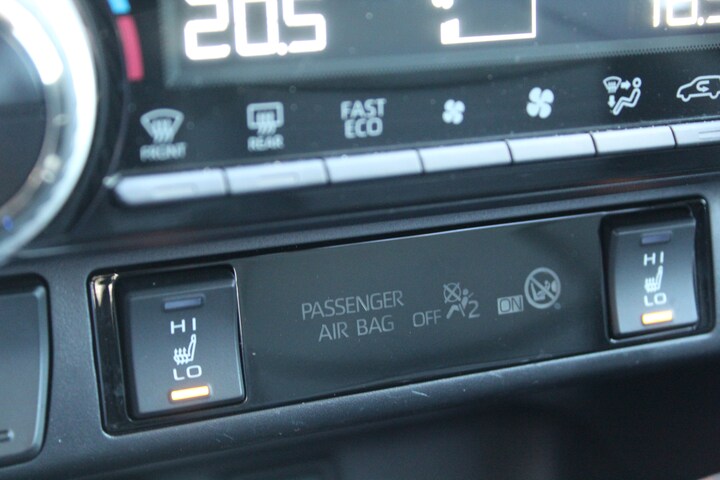 20.5
FRONT
REAR
FAST
ECO
HI
LO
PASSENGER
AIR BAG
OFF
2
ON
HI
LO